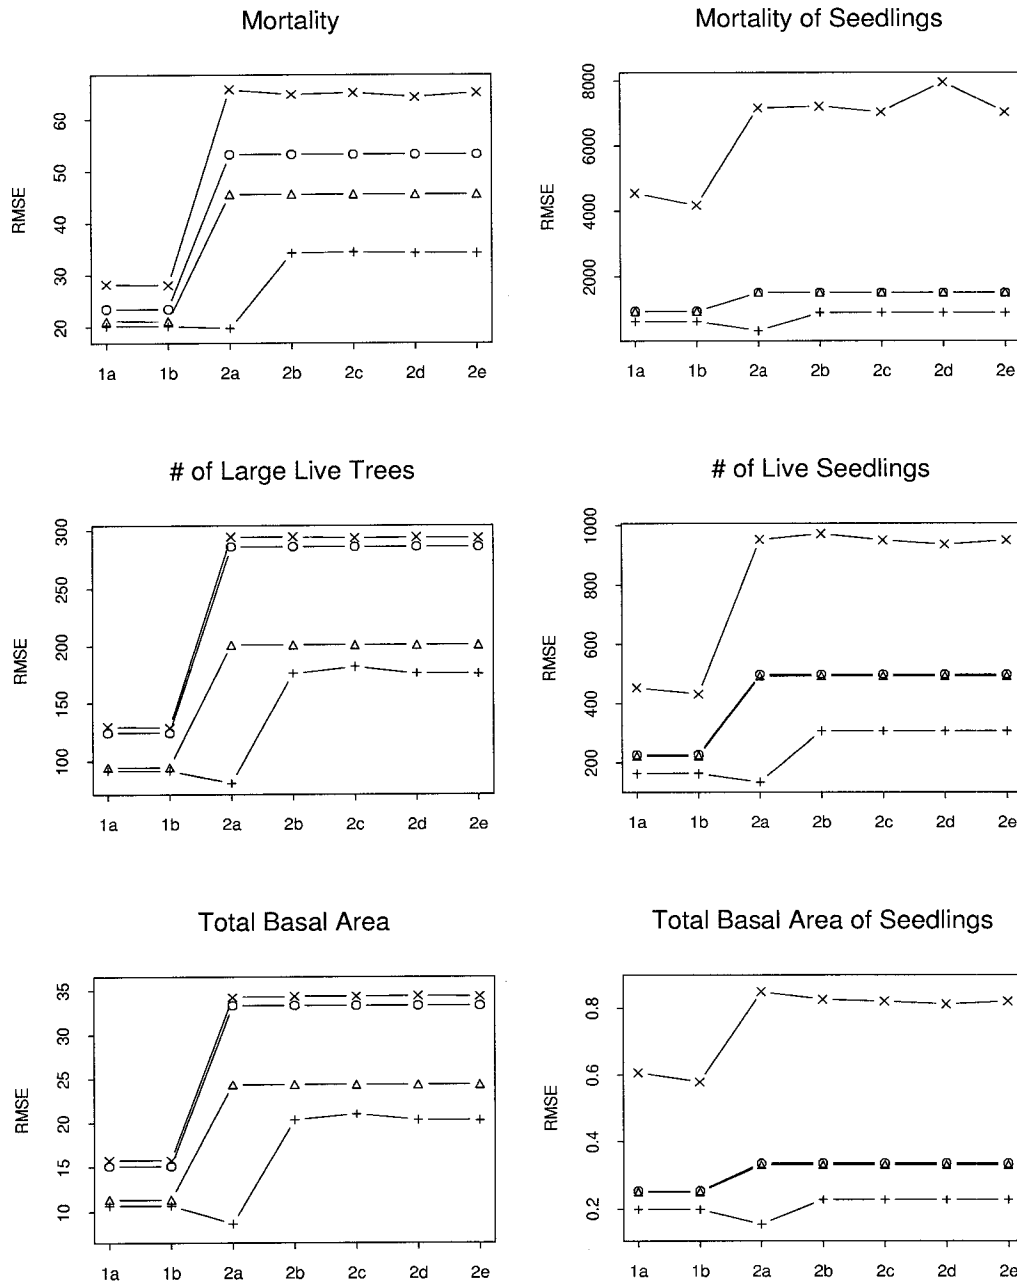 Mortality
RMSE
60
50
40
30
20
1a 1b 2a 2b 2c 2d 2e
Mortality of Seedlings
RMSE
8000
6000
4000
2000
1a 1b 2a 2b 2c 2d 2e
# of Large Live Trees
RMSE
300
250
200
150
100
1a 1b 2a 2b 2c 2d 2e
# of Live Seedlings
RMSE
1000
800
600
400
200
1a 1b 2a 2b 2c 2d 2e
Total Basal Area
RMSE
35
30
25
20
15
10
1a 1b 2a 2b 2c 2d 2e
Total Basal Area of Seedlings
RMSE
0.8
0.6
0.4
0.2
1a 1b 2a 2b 2c 2d 2e